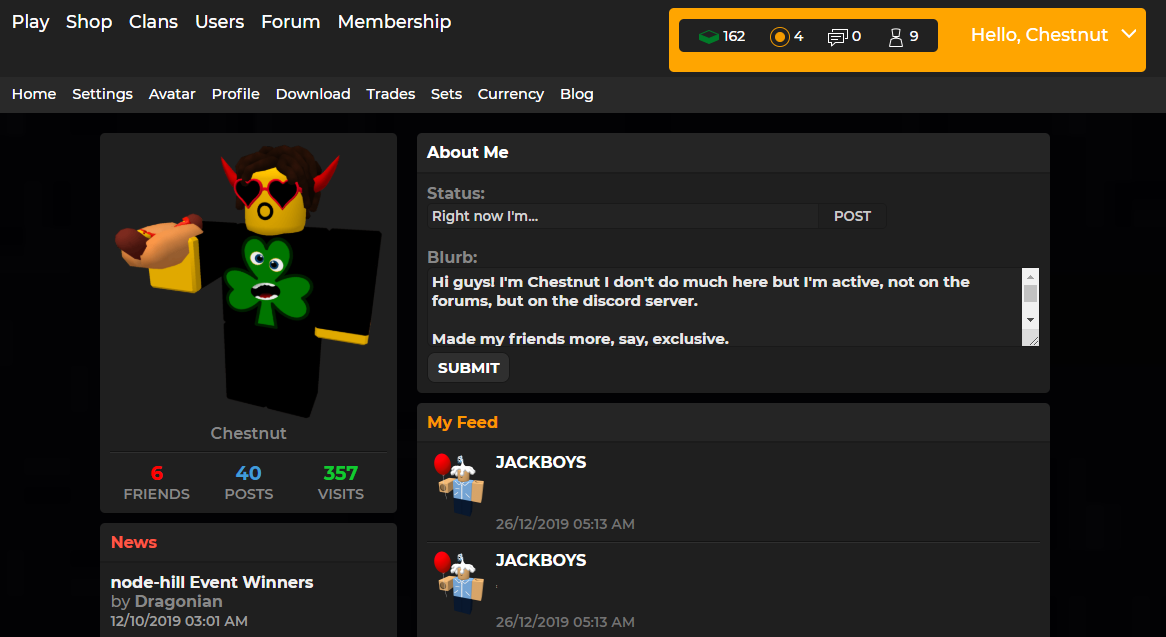 Play Shop Clans Users Forum Membership
162 4 0 9 Hello, Chestnut
Home Settings Avatar Profile Download Trades Sets Currency Blog
Chestnut
6 40 357
FRIENDS POSTS VISITS
News
node-hill Event Winners
by Dragonian
12/10/2019 03:01 AM
About Me
Status:
Right now I'm... POST
Blurb:
Hi guys! I'm Chestnut I don't do much here but I'm active, not on the
forums, but on the discord server.
Made my friends more, say, exclusive.
SUBMIT
My Feed
JACKBOYS
26/12/2019 05:13 AM
JACKBOYS
.
26/12/2019 05:13 AM